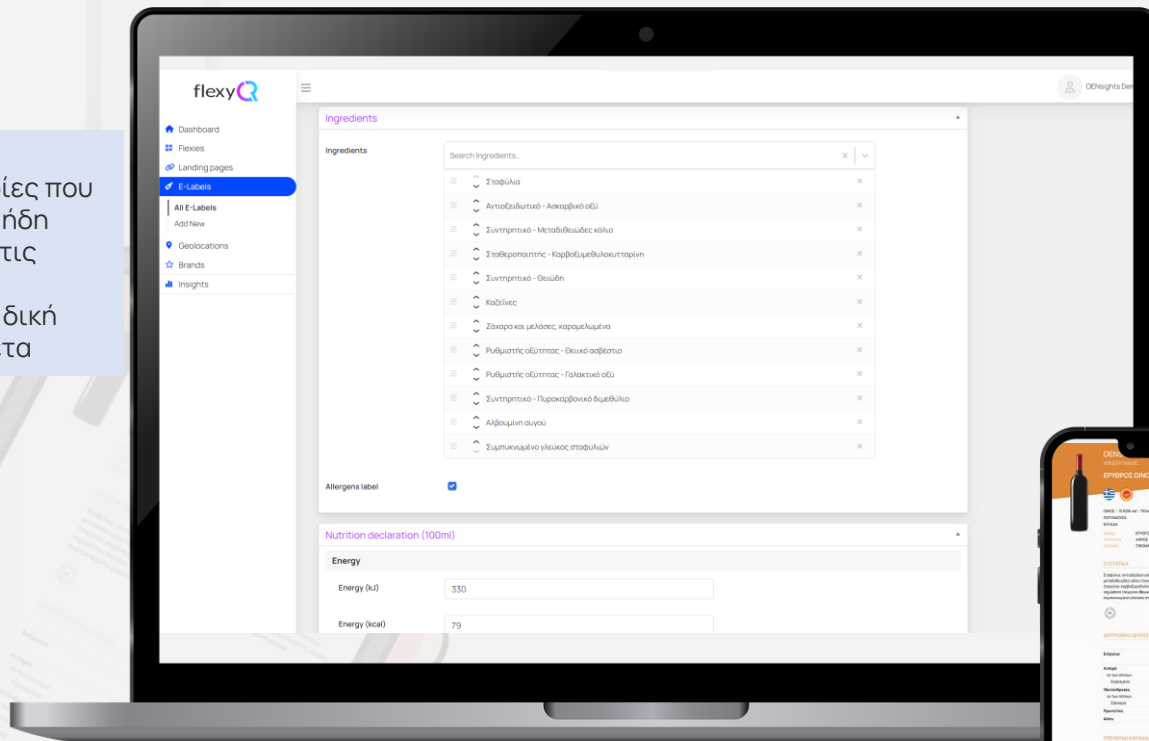 flexyQR
OENsights Der
Dashboard
Flexies
Landing pages
E-Labels
All E-Labels
Add New
Geolocations
Brands
Insights
ίες που
ήδη
τις
δική
έτα
Ingredients
Ingredients
Search Ingredients..
Σταφύλια
Αντιοξειδωτικό - Ασκορβικό οξύ
Συντηρητικό - Μεταδιθειώδες κάλιο
Σταθεροποιητής - Καρβοξυμεθυλοκυτταρίνη
Συντηρητικό - Θειώδη
Καζεΐνες
Ζάχαρα και μελάσες, καραμελωμένα
Ρυθμιστής οξύτητας - Θειικό ασβέστιο
Ρυθμιστής οξύτητας - Γαλακτικό οξύ
Συντηρητικό - Πυροκαρβονικό διμεθύλιο
Αλβουμίνη αυγού
Συμπυκνωμένο γλεύκος σταφυλιών
Allergens label
Nutrition declaration (100ml)
Energy
Energy (kJ)
330
Energy (kcal)
79
ΕΡΥΘΡΟΣ ΟΙΝΟ
ΣΥΣΤΑΤΙΚΑ